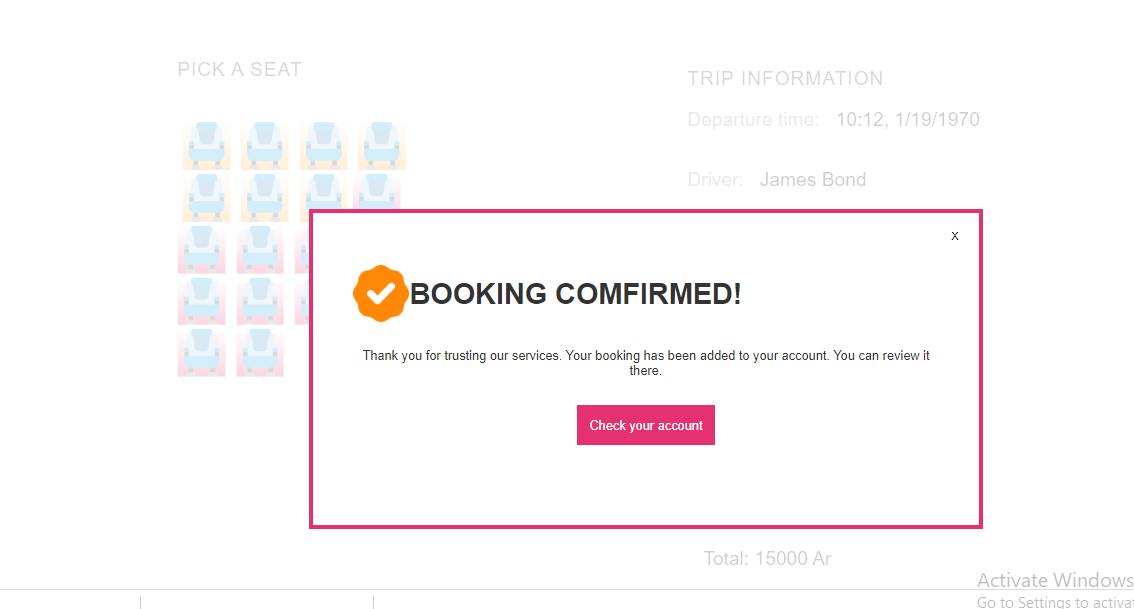 PICK A SEAT
TRIP INFORMATION
Departure time: 10:12, 1/19/1970
Driver: James Bond
x
BOOKING COMFIRMED!
Thank you for trusting our services. Your booking has been added to your account. You can review it
there.
Check your account
Total: 15000 Ar
Activate Windows
Go to Settings to activat